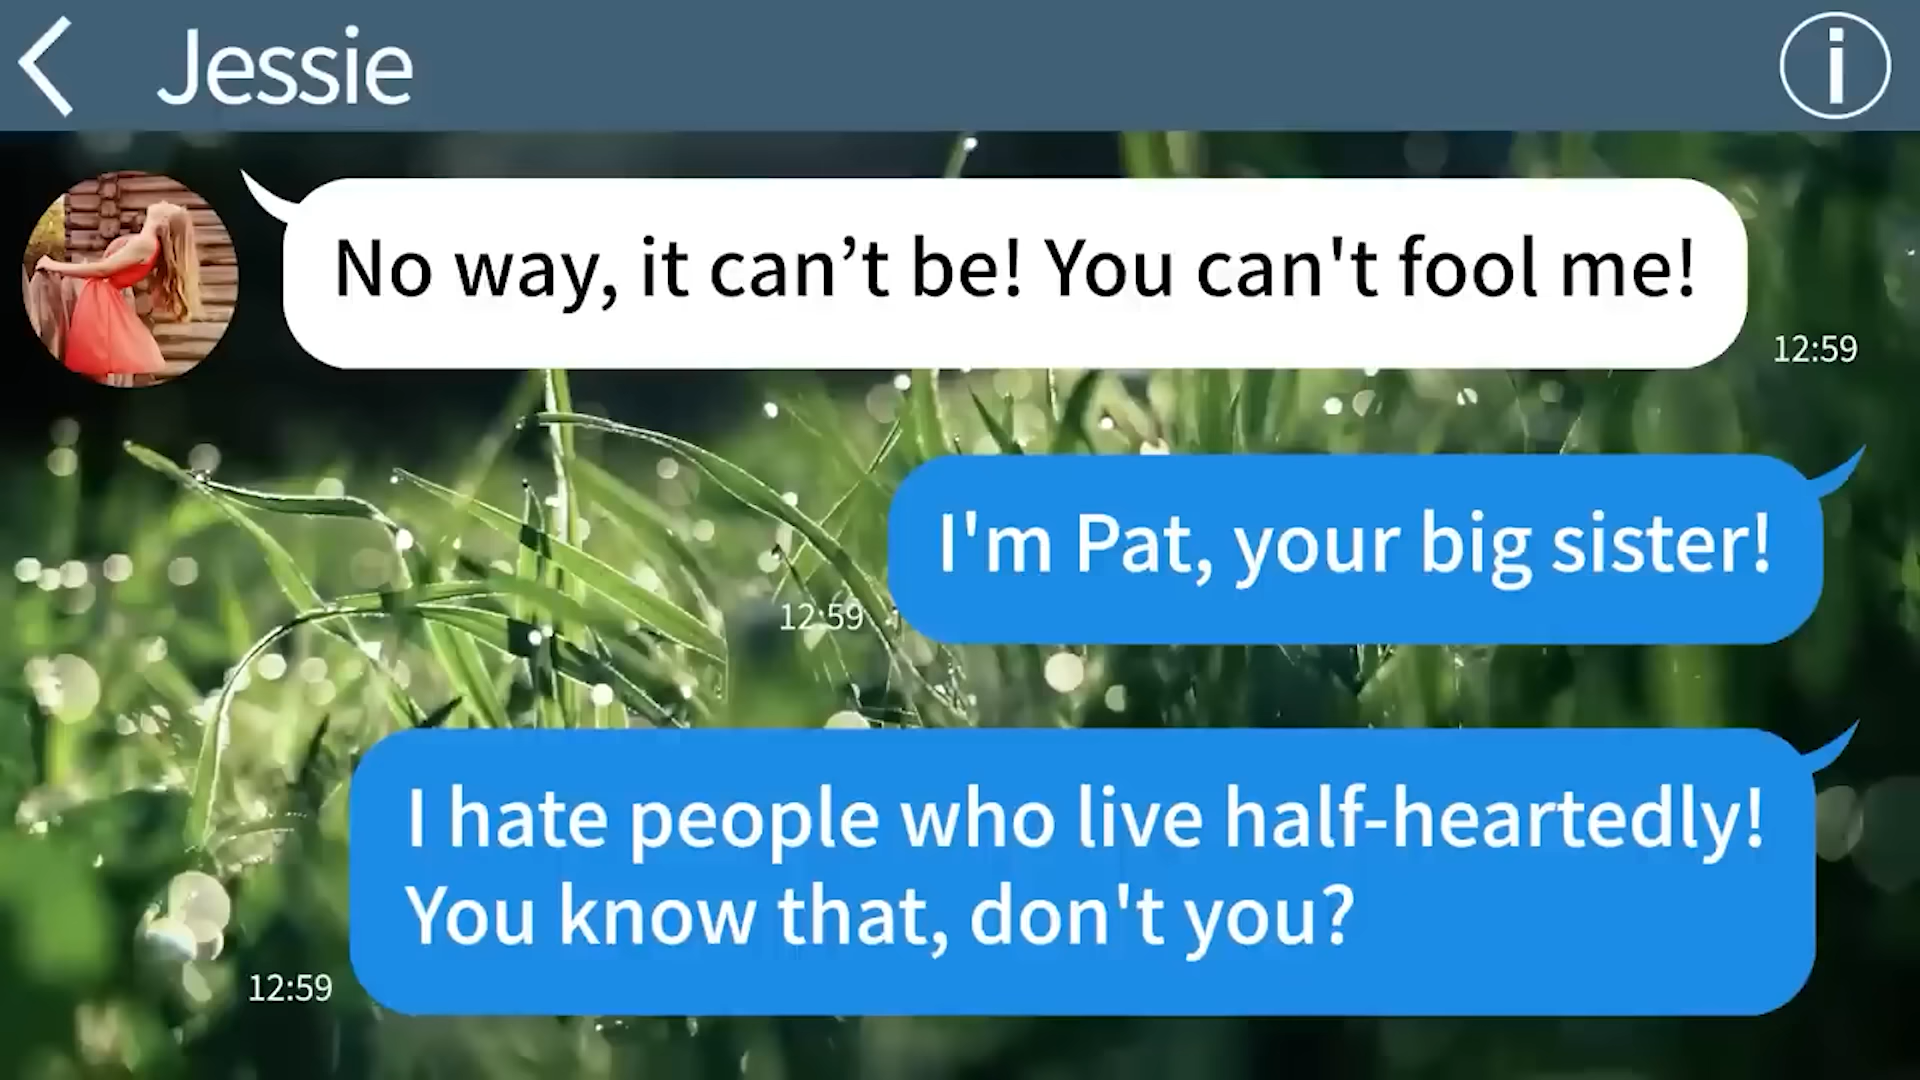 Jessie
No way, it can’t be! You can't fool me!
12:59
I'm Pat, your big sister!
12:59
I hate people who live half-heartedly!
You know that, don't you?
12:59